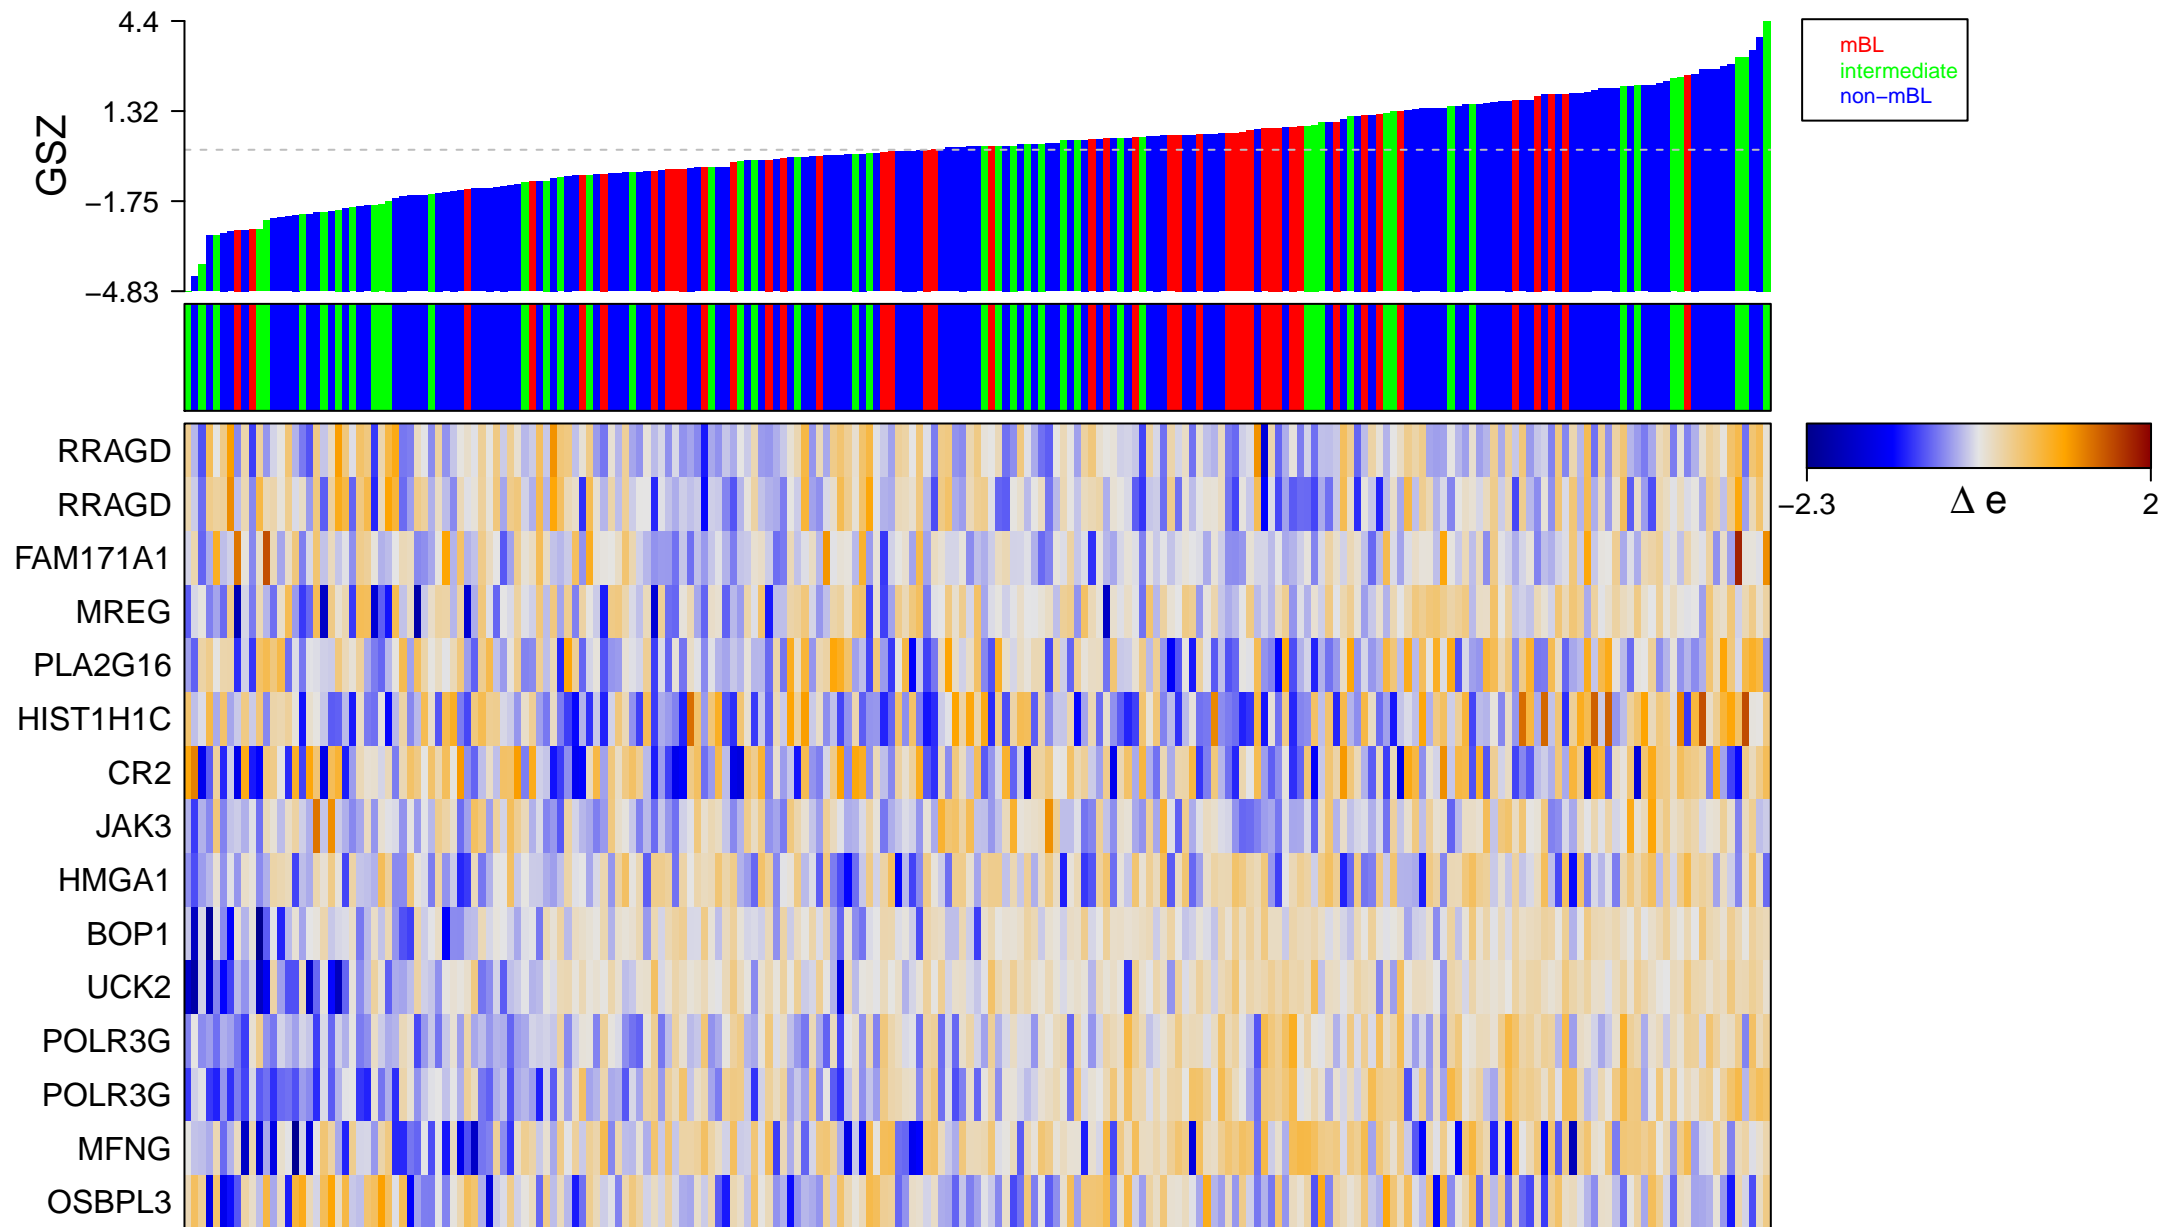 4.4
1.32
−1.75
−4.83
GSZ
mBL
intermediate
non−mBL
RRAGD
RRAGD
FAM171A1
MREG
PLA2G16
HIST1H1C
CR2
JAK3
HMGA1
BOP1
UCK2
POLR3G
POLR3G
MFNG
OSBPL3
−2.3
Δ e
2